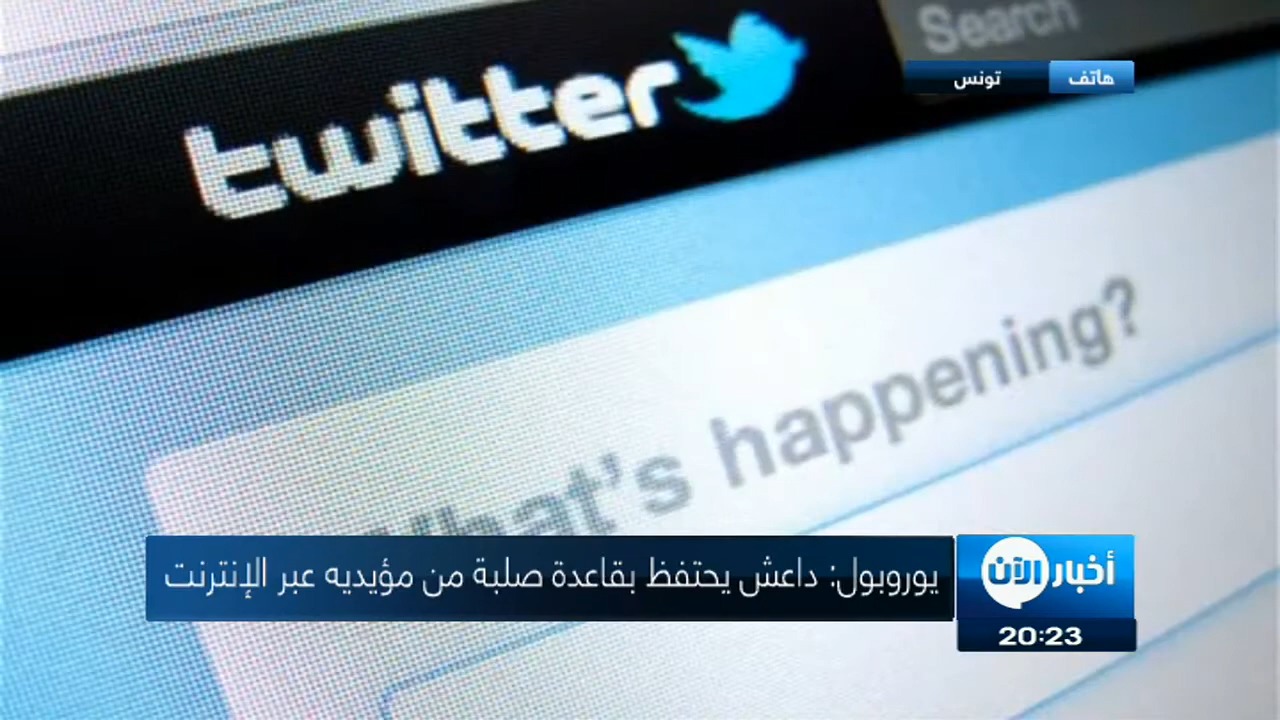 twitter
Search
هاتف
تونس
What's happening?
يوروبول: داعش يحتفظ بقاعدة صلبة من مؤيديه عبر الإنترنت
أخبار الآن
20:23